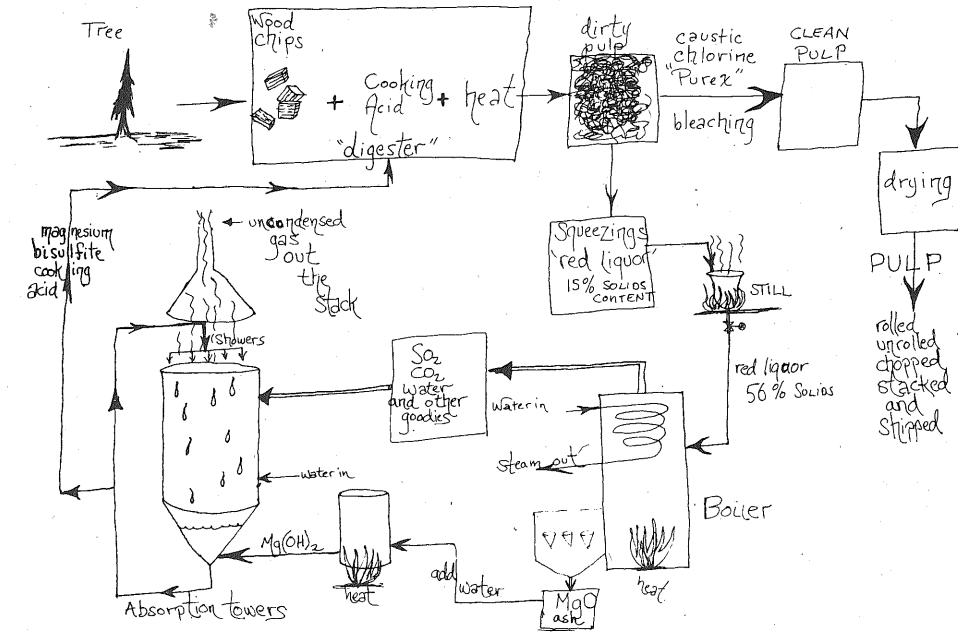 Tree
Wood
chips
+
Cooking
Acid
+
heat
"digester"
dirty
pulp
caustic
chlorine
"Purex"
bleaching
CLEAN
PULP
drying
PULP
rolled
unrolled
chopped
stacked
and
shipped
magnesium
bisulfite
cooking
acid
uncondensed
gas
out
the
stack
Squeezings
"red liquor"
15% SOLIDS
CONTENT
STILL
red liquor
56% SOLIDS
Showers
SO2
CO2
water
and other
goodies
water in
steam out
water in
Boiler
heat
Mg(OH)2
heat
add
water
MgO
ash
Absorption towers